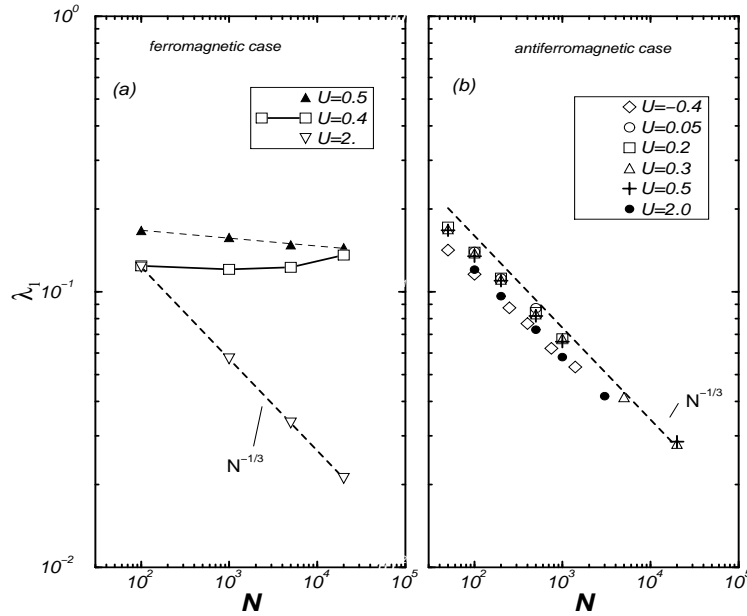 ferromagnetic case
(a)
U=0.5
U=0.4
U=2.
N^{-1/3}
10^0
10^{-1}
10^{-2}
λ_1
10^2
10^3
10^4
10^5
N
antiferromagnetic case
(b)
U=-0.4
U=0.05
U=0.2
U=0.3
U=0.5
U=2.0
N^{-1/3}
10^2
10^3
10^4
10^5
N